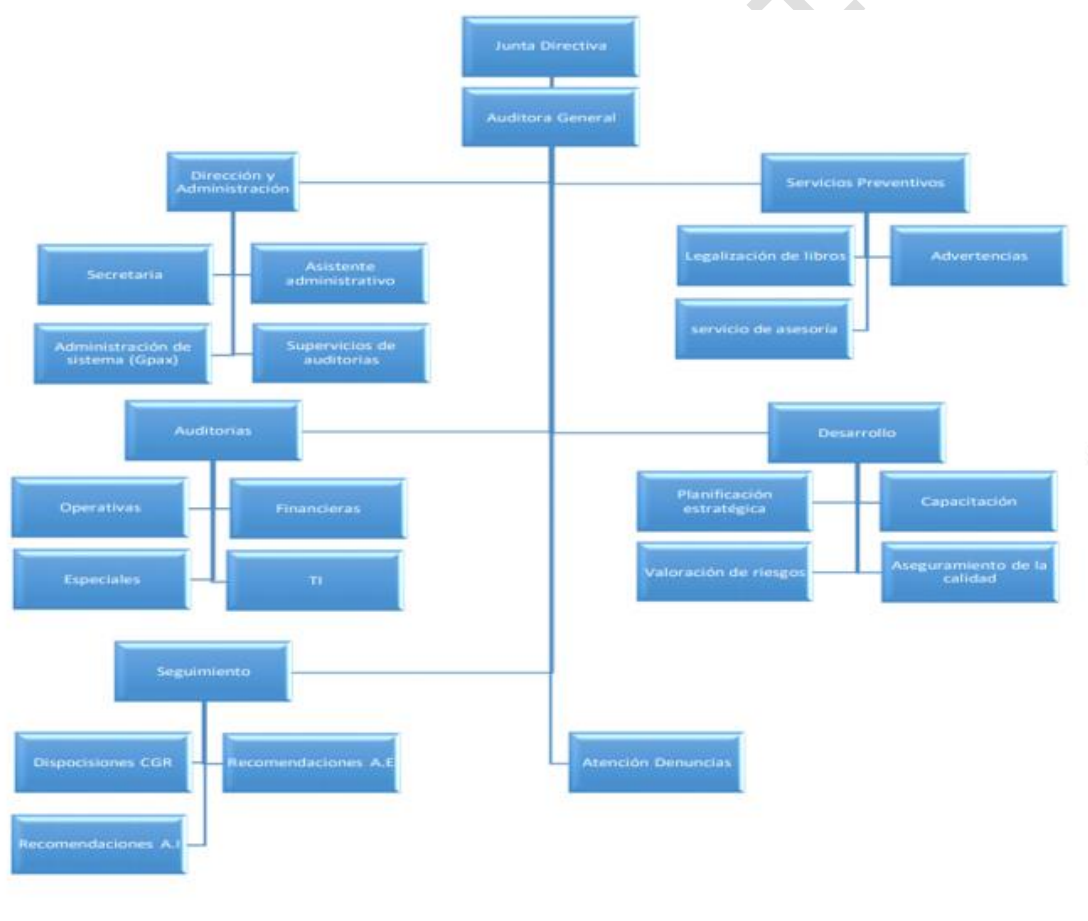 Junta Directiva
Auditora General
Dirección y
Administración
Servicios Preventivos
Secretaria
Asistente
administrativo
Legalización de libros
Advertencias
Administración de
sistema (Gpax)
Supervicios de
auditorias
servicio de asesoría
Auditorias
Desarrollo
Operativas
Financieras
Planificación
estratégica
Capacitación
Especiales
TI
Valoración de riesgos
Aseguramiento de la
calidad
Seguimiento
Dispocisiones CGR
Recomendaciones A.E
Atención Denuncias
Recomendaciones A.I